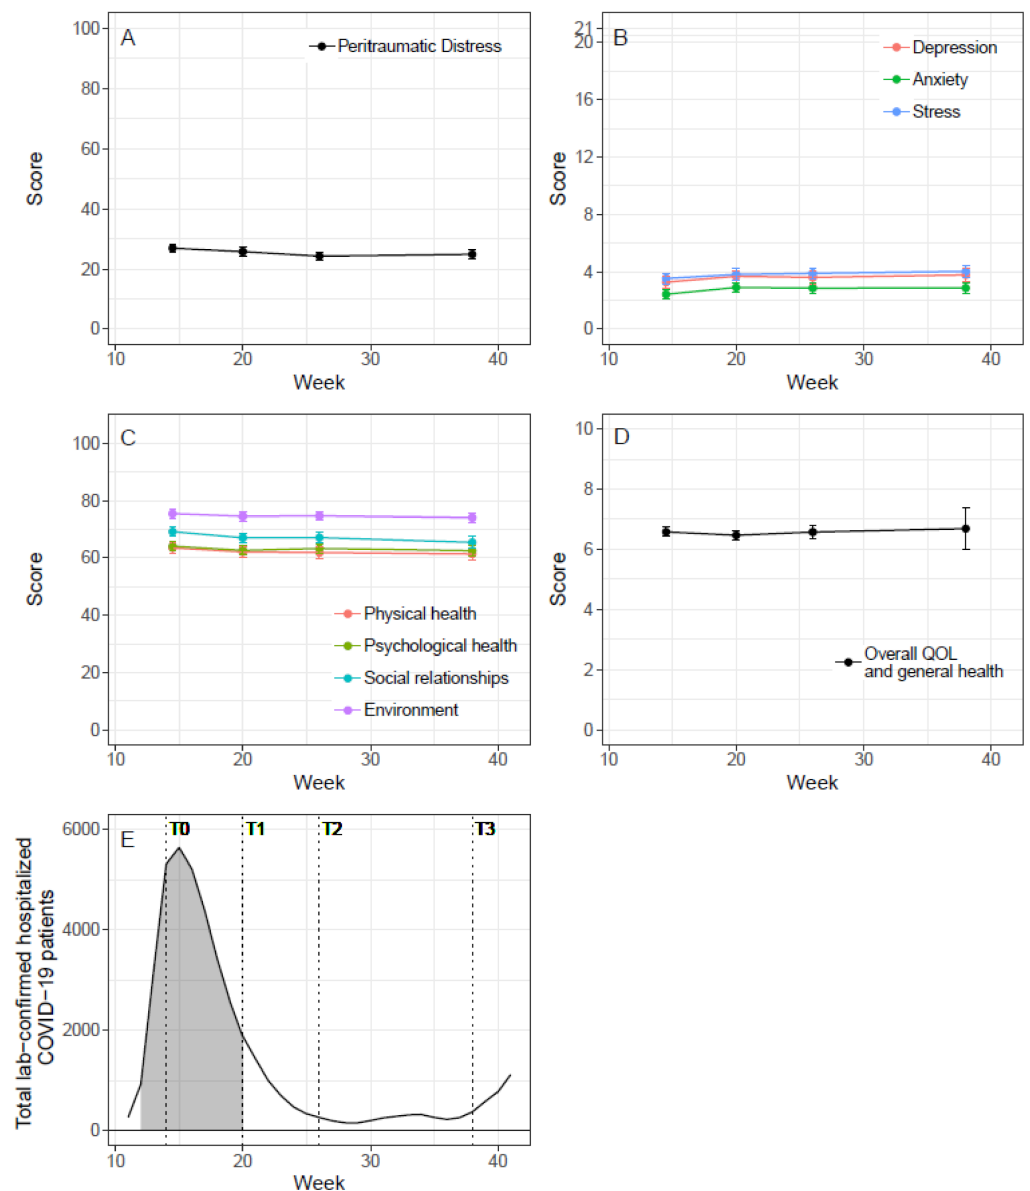 A
Peritraumatic Distress
100
80
60
40
20
0
Score
10 20 30 40
Week
B
Depression
Anxiety
Stress
21
20
16
12
8
4
0
Score
10 20 30 40
Week
C
100
80
60
40
20
0
Score
Physical health
Psychological health
Social relationships
Environment
10 20 30 40
Week
D
10
8
6
4
2
0
Score
Overall QOL
and general health
10 20 30 40
Week
E
T0 T1 T2 T3
6000
4000
2000
0
Total lab−confirmed hospitalized
COVID−19 patients
10 20 30 40
Week